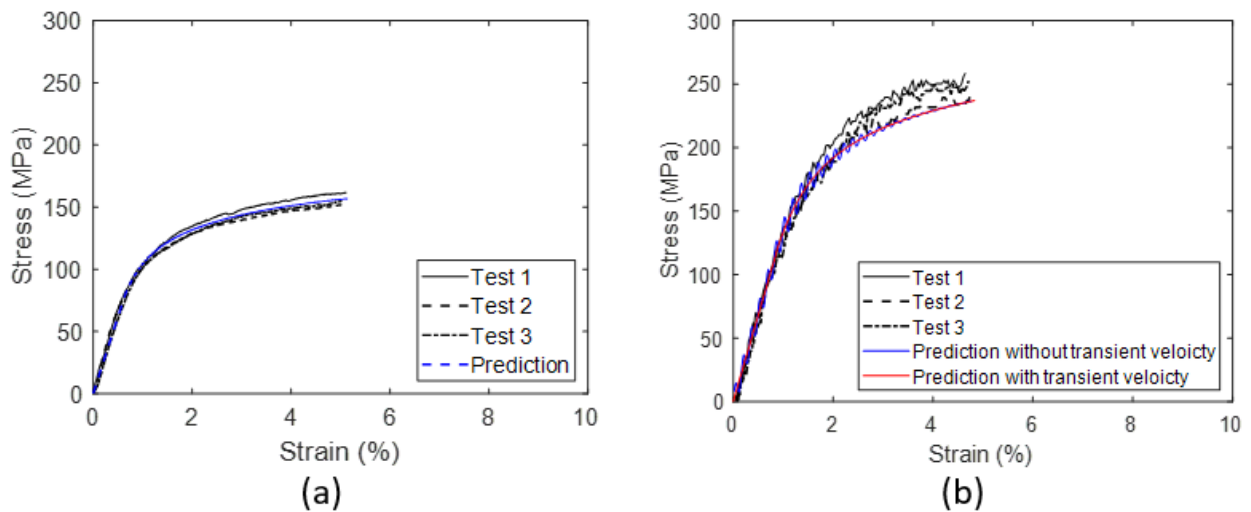 300
250
200
150
100
50
0
Stress (MPa)
0 2 4 6 8 10
Strain (%)
Test 1
Test 2
Test 3
Prediction
(a)
300
250
200
150
100
50
0
Stress (MPa)
0 2 4 6 8 10
Strain (%)
Test 1
Test 2
Test 3
Prediction without transient veloicty
Prediction with transient veloicty
(b)